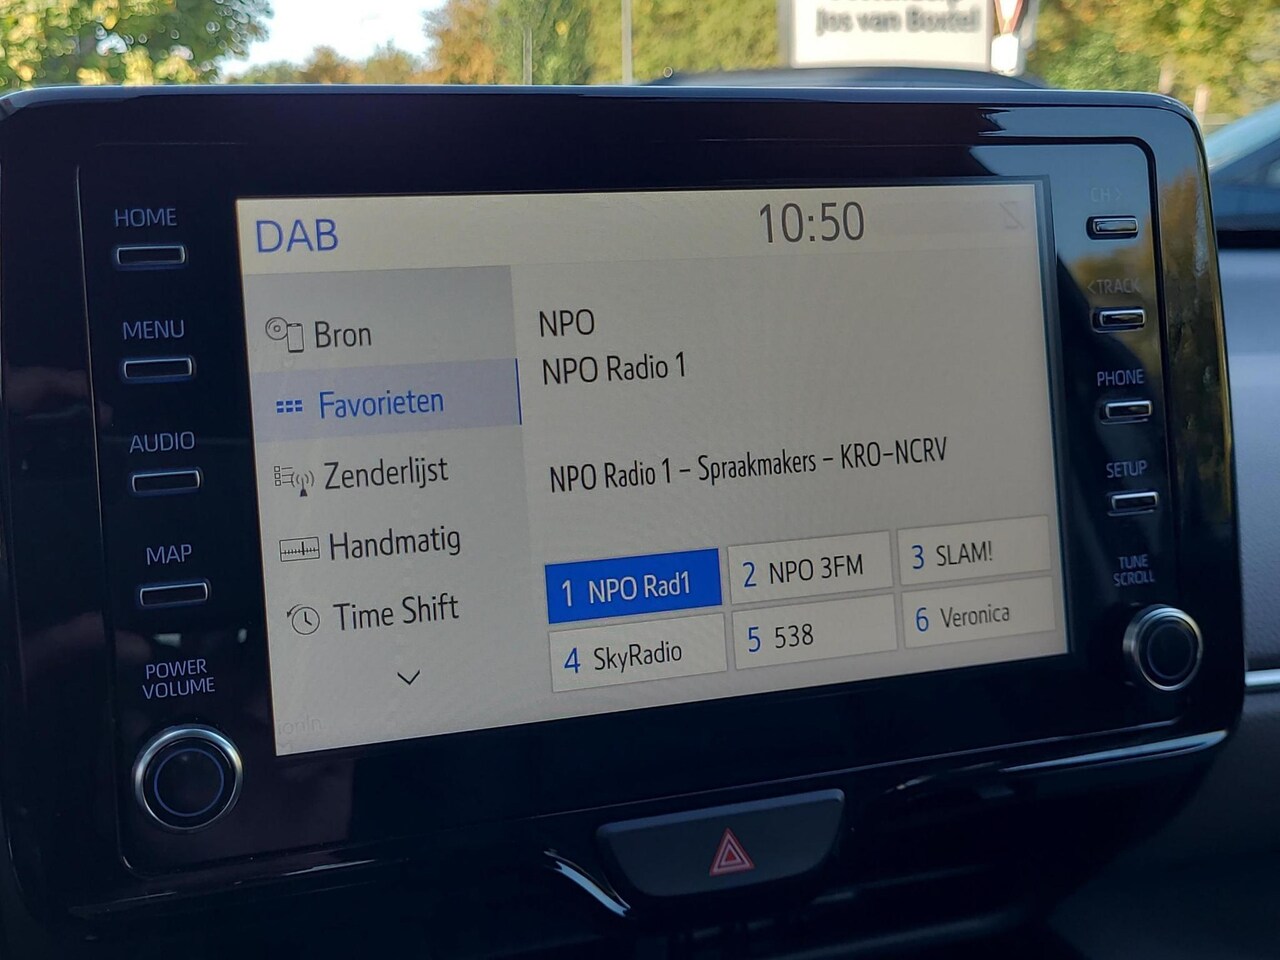 Jos van Boxtel
HOME
MENU
AUDIO
MAP
POWER
VOLUME
DAB
10:50
Bron
Favorieten
Zenderlijst
Handmatig
Time Shift
NPO
NPO Radio 1
NPO Radio 1 - Spraakmakers - KRO-NCRV
1 NPO Rad1
2 NPO 3FM
3 SLAM!
4 SkyRadio
5 538
6 Veronica
CH>
<TRACK
PHONE
SETUP
TUNE
SCROLL